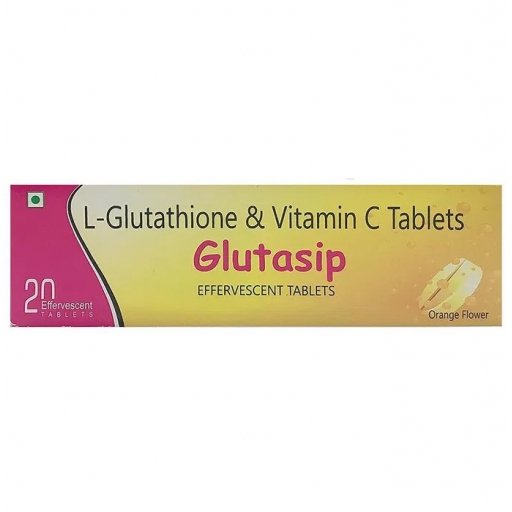 L-Glutathione & Vitamin C Tablets
Glutasip
EFFERVESCENT TABLETS
20
Effervescent
TABLETS
Orange Flower